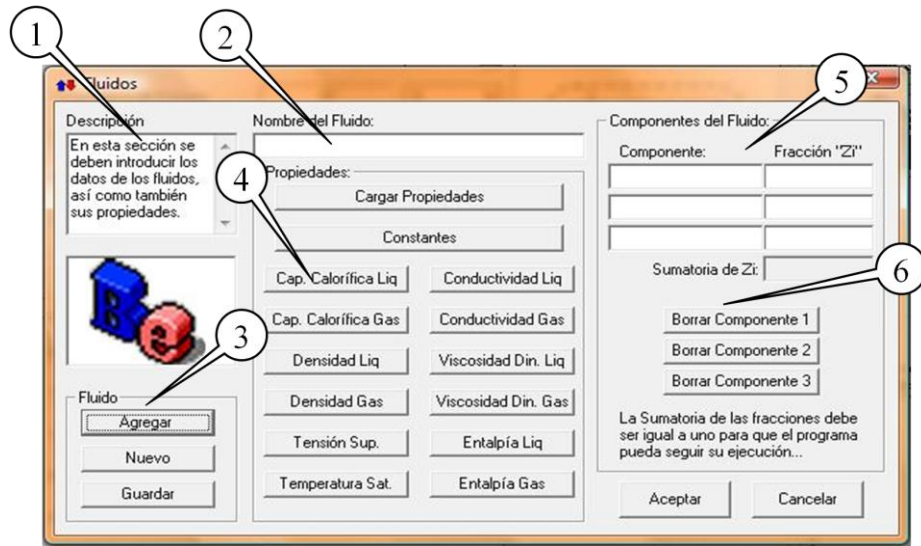 1
2
Fluidos
5
Descripción
En esta sección se
deben introducir los
datos de los fluidos,
así como también
sus propiedades.
Be
3
Fluido
Agregar
Nuevo
Guardar
Nombre del Fluido:
4
Propiedades:
Cargar Propiedades
Constantes
Cap. Calorífica Liq
Conductividad Liq
Cap. Calorífica Gas
Conductividad Gas
Densidad Liq
Viscosidad Din. Liq
Densidad Gas
Viscosidad Din. Gas
Tensión Sup.
Entalpía Liq
Temperatura Sat.
Entalpía Gas
Componentes del Fluido:
Componente:
Fracción "Zi"
Sumatoria de Zi:
6
Borrar Componente 1
Borrar Componente 2
Borrar Componente 3
La Sumatoria de las fracciones debe
ser igual a uno para que el programa
pueda seguir su ejecución...
Aceptar
Cancelar